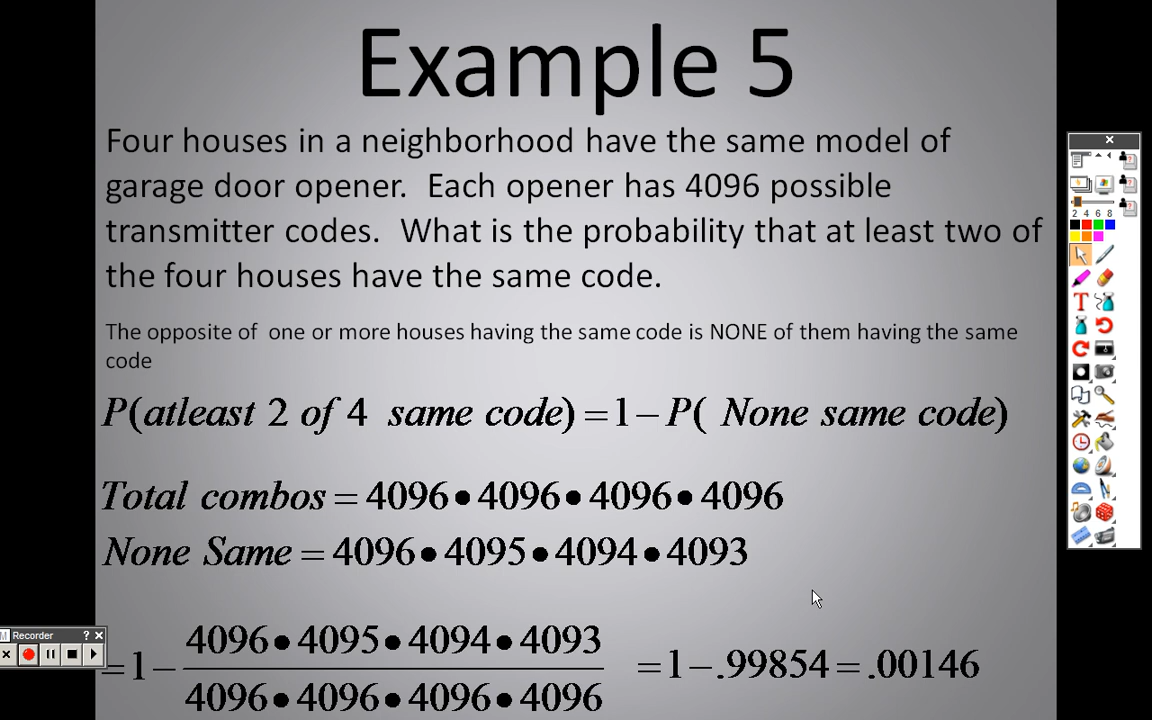 Example 5
Four houses in a neighborhood have the same model of
garage door opener.  Each opener has 4096 possible
transmitter codes.  What is the probability that at least two of
the four houses have the same code.
The opposite of  one or more houses having the same code is NONE of them having the same
code
P(atleast 2 of 4  same code) = 1 − P( None same code)
Total combos = 4096 • 4096 • 4096 • 4096
None Same = 4096 • 4095 • 4094 • 4093
4096 • 4095 • 4094 • 4093
= 1 − 
4096 • 4096 • 4096 • 4096
= 1 − .99854 = .00146
Recorder
2 4 6 8